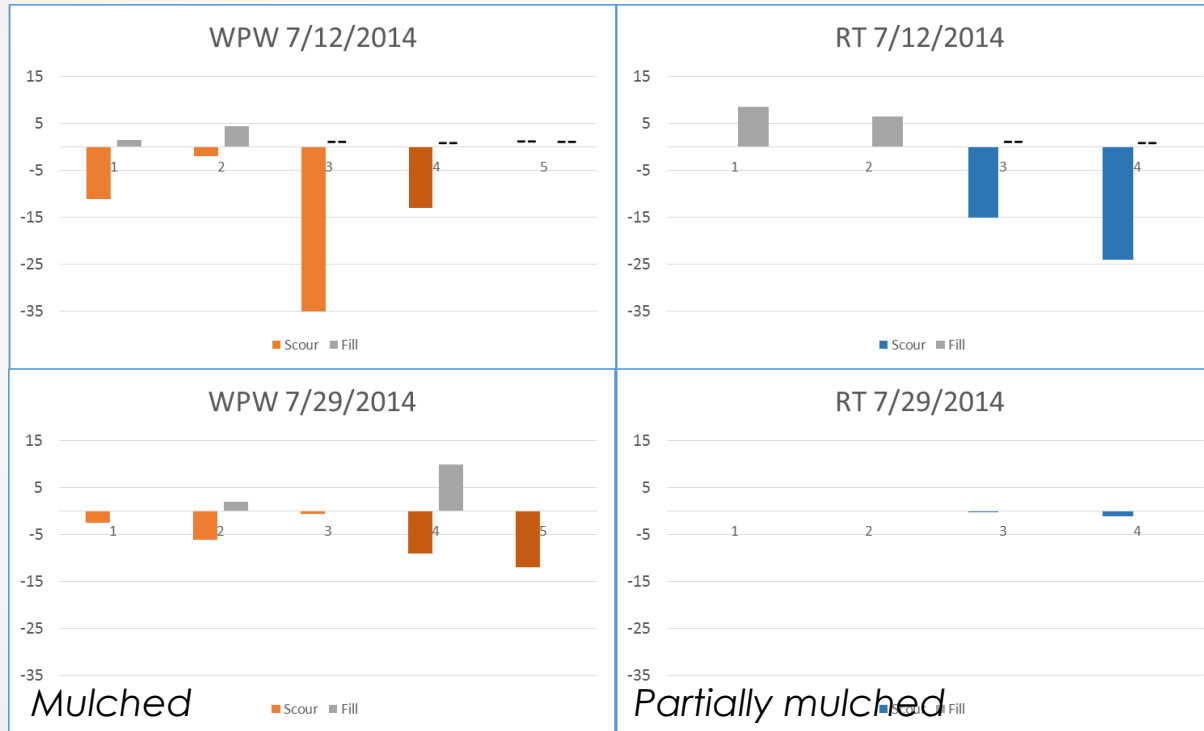 WPW 7/12/2014
15
5
-- -- -- --
1 2 3 4 5
-5
-15
-25
-35
Scour Fill
RT 7/12/2014
15
5
-- --
1 2 3 4
-5
-15
-25
-35
Scour Fill
WPW 7/29/2014
15
5
1 2 3 4 5
-5
-15
-25
-35
Mulched
Scour Fill
RT 7/29/2014
15
5
1 2 3 4
-5
-15
-25
-35
Partially mulched
Scour Fill